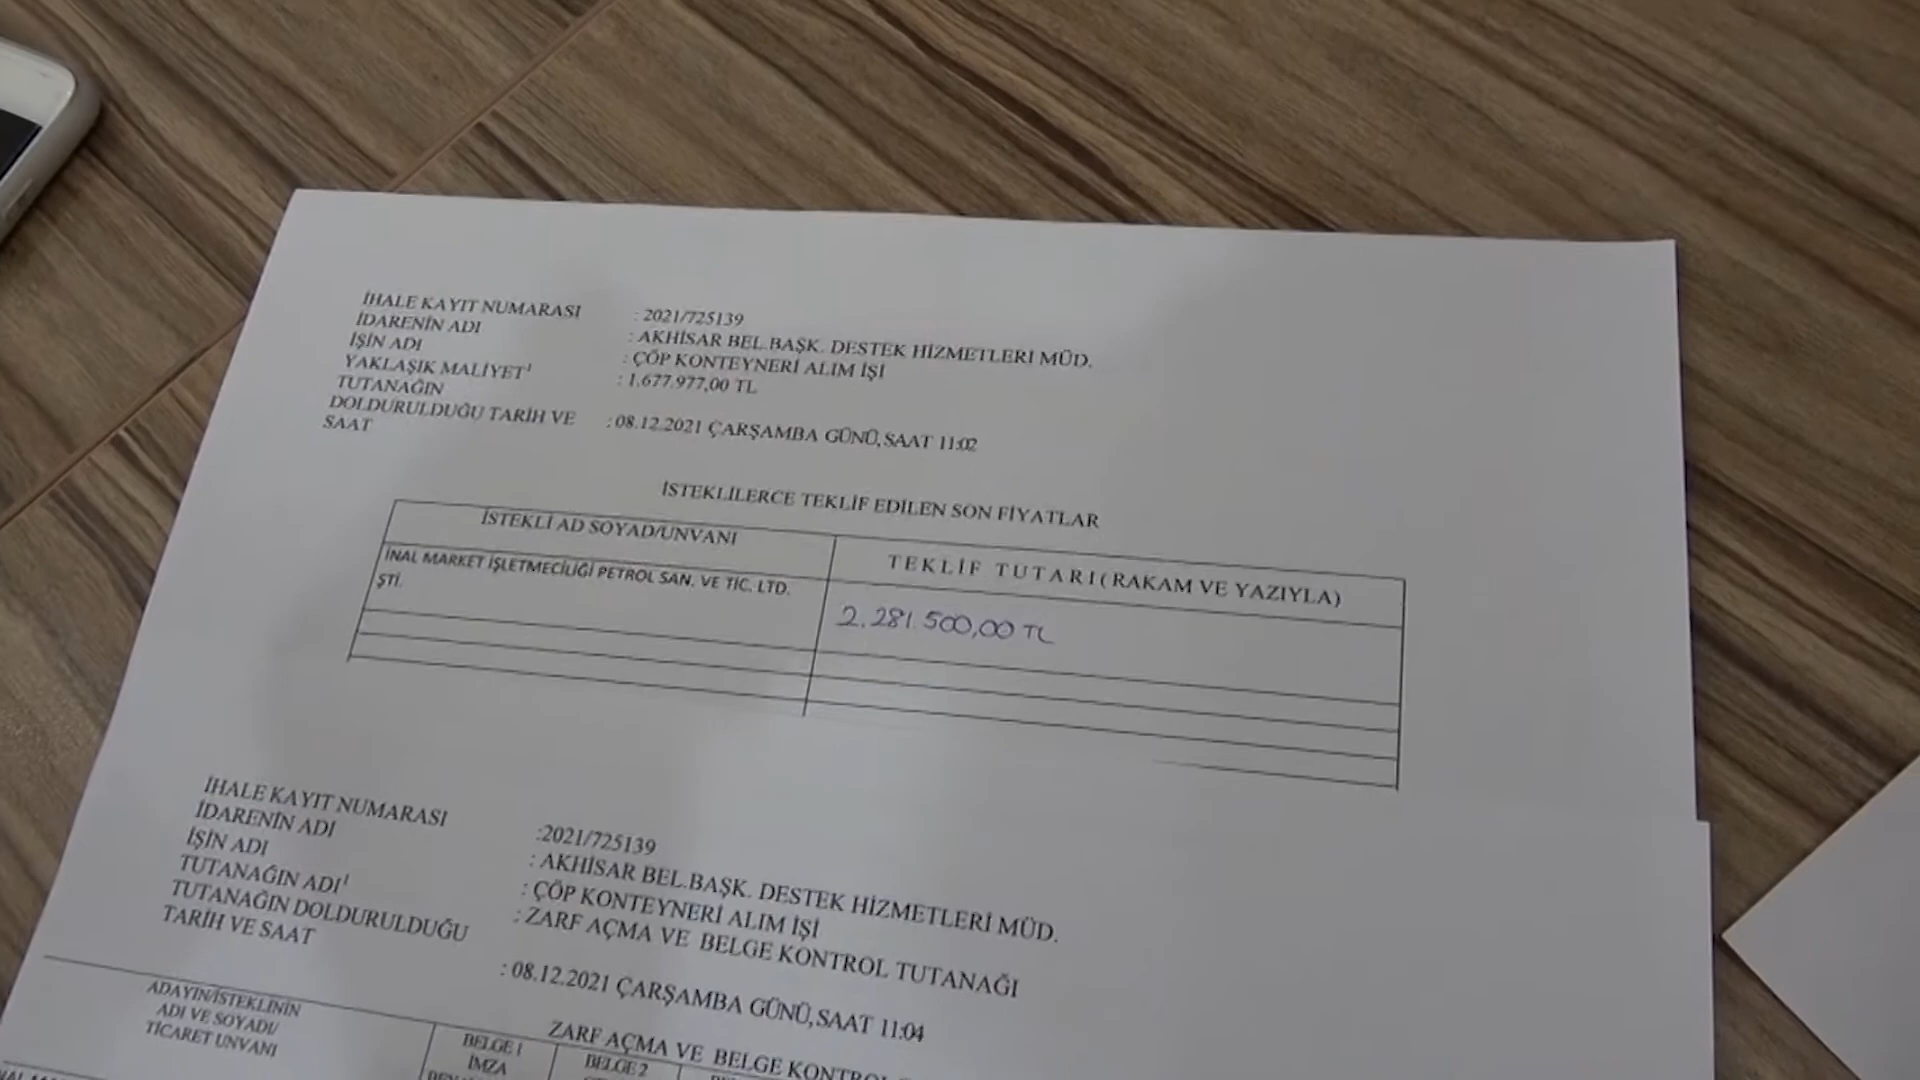 İHALE KAYIT NUMARASI : 2021/725139
İDARENİN ADI : AKHİSAR BEL.BAŞK. DESTEK HİZMETLERİ MÜD.
İŞİN ADI : ÇÖP KONTEYNERİ ALIM İŞİ
YAKLAŞIK MALİYET¹ : 1.677.977,00 TL
TUTANAĞIN
DOLDURULDUĞU TARİH VE : 08.12.2021 ÇARŞAMBA GÜNÜ,SAAT 11:02
SAAT
İSTEKLİLERCE TEKLİF EDİLEN SON FİYATLAR
İSTEKLİ AD SOYAD/UNVANI
TEKLİF TUTARI(RAKAM VE YAZIYLA)
İNAL MARKET İŞLETMECİLİĞİ PETROL SAN. VE TİC. LTD.
ŞTİ.
2.281.500,00 TL
İHALE KAYIT NUMARASI :2021/725139
İDARENİN ADI : AKHİSAR BEL.BAŞK. DESTEK HİZMETLERİ MÜD.
İŞİN ADI : ÇÖP KONTEYNERİ ALIM İŞİ
TUTANAĞIN ADI¹ : ZARF AÇMA VE BELGE KONTROL TUTANAĞI
TUTANAĞIN DOLDURULDUĞU
TARİH VE SAAT : 08.12.2021 ÇARŞAMBA GÜNÜ,SAAT 11:04
ZARF AÇMA VE BELGE
ADAYIN/İSTEKLİNİN
ADI VE SOYADI/
TİCARET UNVANI
BELGE 1
İMZA
BELGE 2